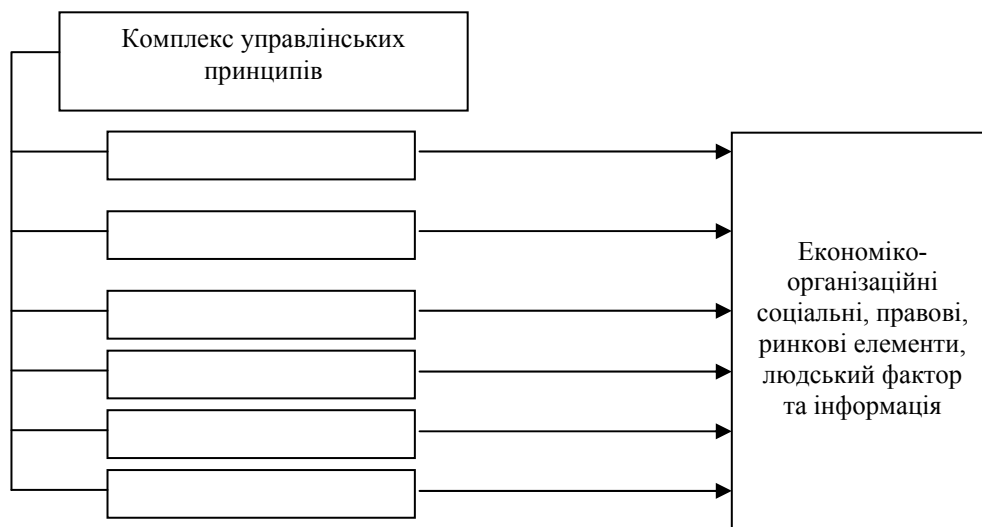 Комплекс управлінських
принципів
Економіко-
організаційні
соціальні, правові,
ринкові елементи,
людський фактор
та інформація